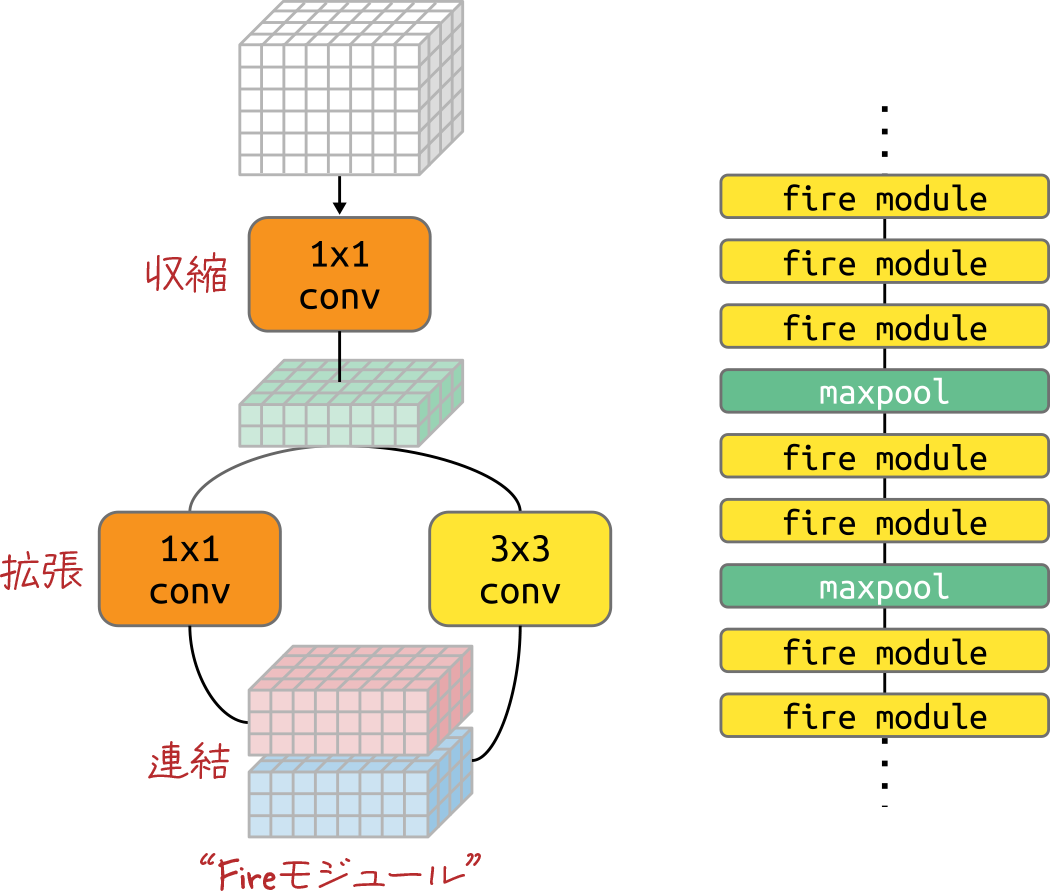 収縮
1x1
conv
拡張
1x1
conv
3x3
conv
連結
“Fireモジュール”
fire module
fire module
fire module
maxpool
fire module
fire module
maxpool
fire module
fire module